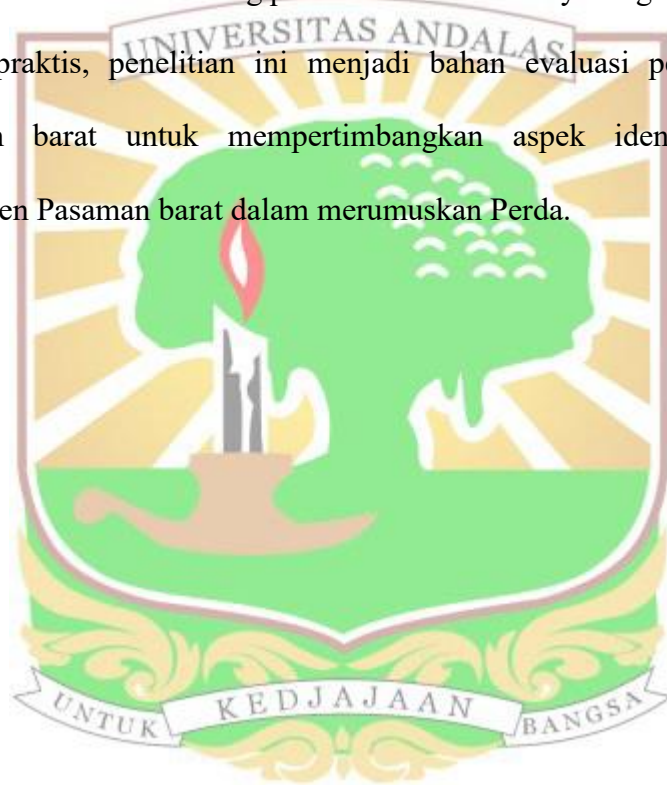 UNIVERSITAS ANDALAS
praktis, penelitian ini menjadi bahan evaluasi
barat untuk mempertimbangkan aspek iden
en Pasaman barat dalam merumuskan Perda.
UNTUK KEDJAJAAN BANGSA